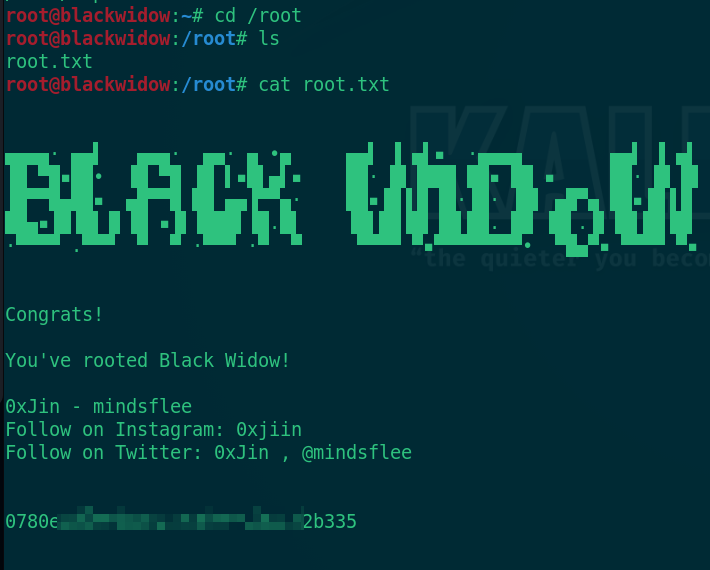 root@blackwidow:~# cd /root
root@blackwidow:/root# ls
root.txt
root@blackwidow:/root# cat root.txt
BLACK WiDoW
KALI
"the quieter you beco
Congrats!
You've rooted Black Widow!
0xJin - mindsflee
Follow on Instagram: 0xjiin
Follow on Twitter: 0xJin , @mindsflee
0780e 2b335